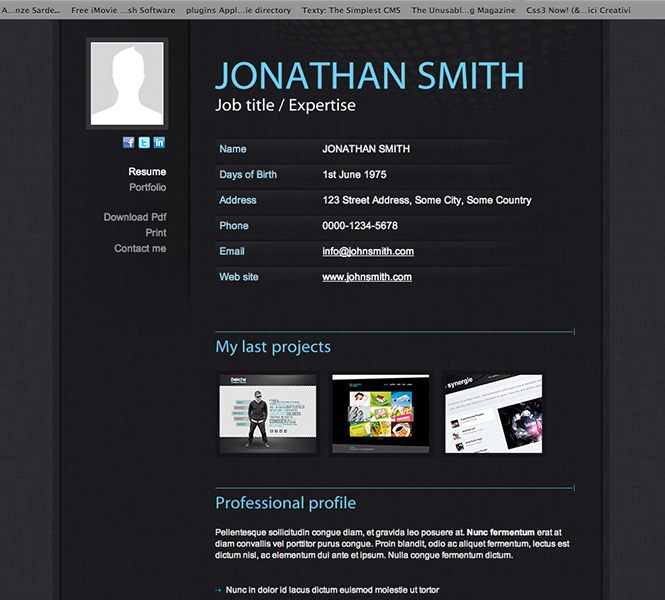 A...nze Sarde... Free iMovie ...sh Software plugins Appl...ie directory Texty: The Simplest CMS The Unusabl...g Magazine Css3 Now! (&...ici Creativi
JONATHAN SMITH
Job title / Expertise
Resume
Portfolio
Download Pdf
Print
Contact me
Name JONATHAN SMITH
Days of Birth 1st June 1975
Address 123 Street Address, Some City, Some Country
Phone 0000-1234-5678
Email info@johnsmith.com
Web site www.johnsmith.com
My last projects
synergie
Professional profile
Pellentesque sollicitudin congue diam, et gravida leo posuere at. Nunc fermentum erat at
diam convallis vel porttitor purus congue. Proin blandit, odio ac aliquet fermentum, lectus est
dictum nisl, ac elementum dui ante et ipsum. Nulla congue fermentum dictum.
Nunc in dolor id lacus dictum euismod molestie ut tortor